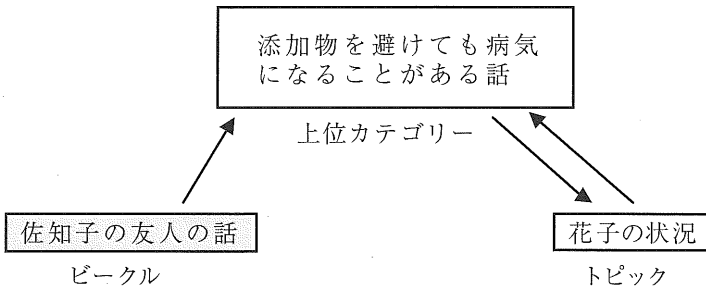 添加物を避けても病気
になることがある話
上位カテゴリー
佐知子の友人の話
花子の状況
ビークル
トピック